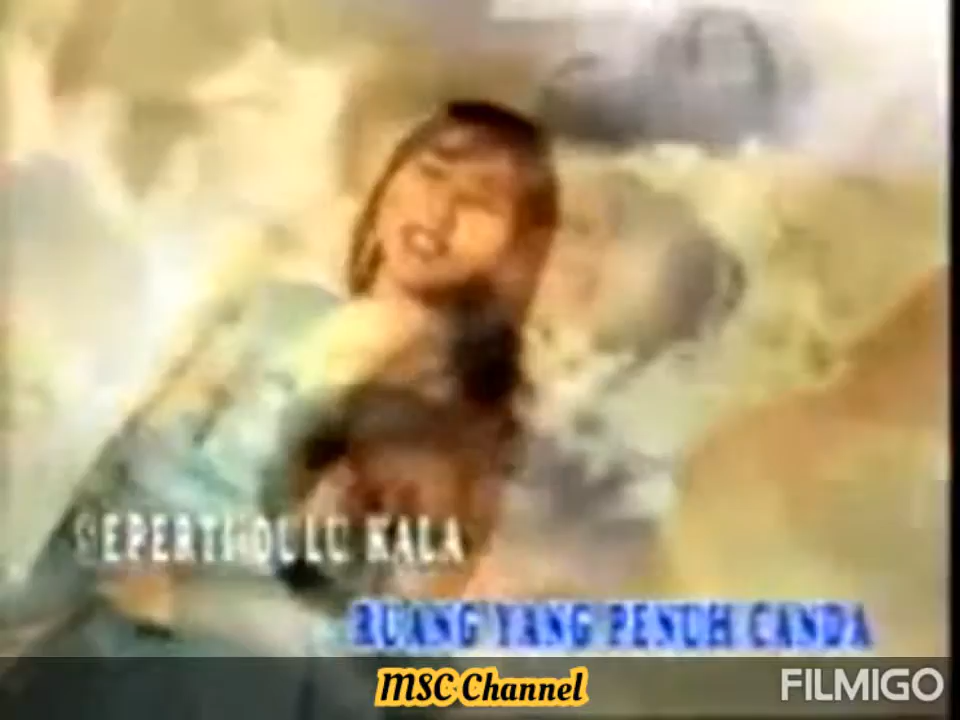 SEPERTI DULU KALA
RUANG YANG PENUH CANDA
MSC Channel
FILMIGO